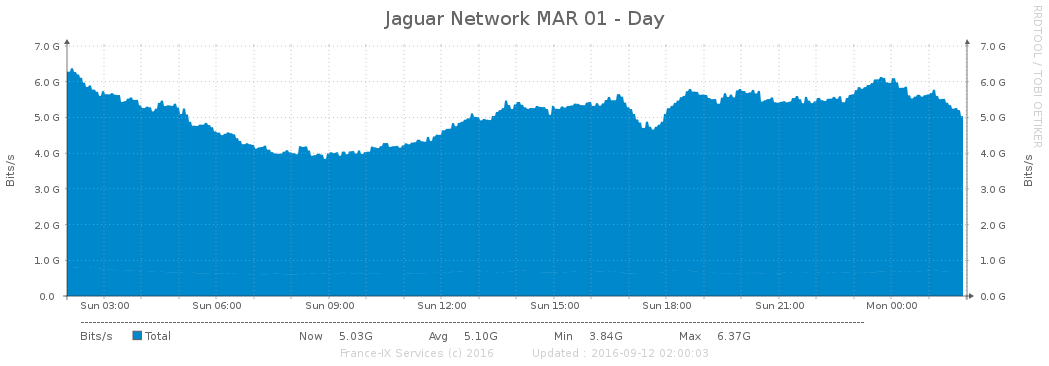 Jaguar Network MAR 01 - Day
RRDTOOL / TOBI OETIKER
7.0 G 7.0 G
6.0 G 6.0 G
5.0 G 5.0 G
4.0 G 4.0 G
3.0 G 3.0 G
2.0 G 2.0 G
1.0 G 1.0 G
0.0 0.0 G
Bits/s
Bits/s
Sun 03:00 Sun 06:00 Sun 09:00 Sun 12:00 Sun 15:00 Sun 18:00 Sun 21:00 Mon 00:00
Bits/s Total Now 5.03G Avg 5.10G Min 3.84G Max 6.37G
France-IX Services (c) 2016 Updated : 2016-09-12 02:00:03